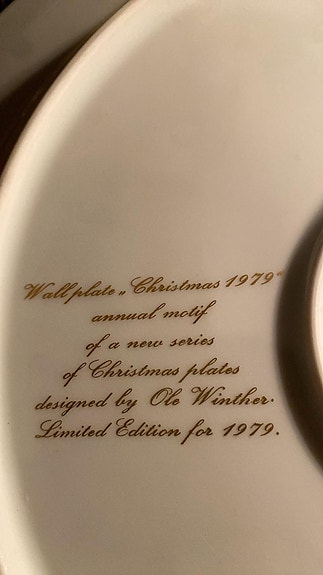 Wall plate „Christmas 1979"
annual motif
of a new series
of Christmas plates
designed by Ole Winther.
Limited Edition for 1979.